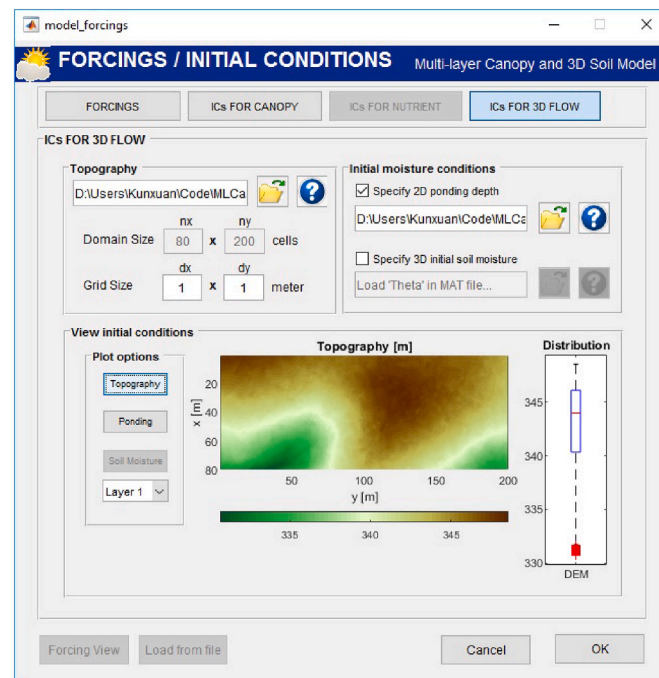 model_forcings
FORCINGS / INITIAL CONDITIONS Multi-layer Canopy and 3D Soil Model
FORCINGS ICs FOR CANOPY ICs FOR NUTRIENT ICs FOR 3D FLOW
ICs FOR 3D FLOW
Topography
D:\Users\Kunxuan\Code\MLCa
nx ny
Domain Size 80 x 200 cells
dx dy
Grid Size 1 x 1 meter
Initial moisture conditions
Specify 2D ponding depth
D:\Users\Kunxuan\Code\MLCa
Specify 3D initial soil moisture
Load 'Theta' in MAT file...
View initial conditions
Plot options
Topography
Ponding
Soil Moisture
Layer 1
Topography [m]
20
40
60
80
x [m]
50 100 150 200
y [m]
335 340 345
Distribution
345
340
335
330
DEM
Forcing View Load from file Cancel OK